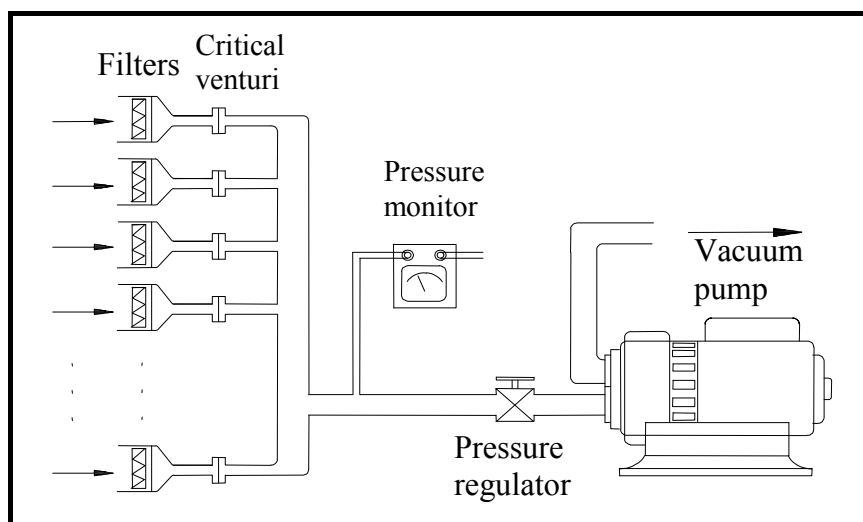 Filters
Critical
venturi
Pressure
monitor
Vacuum
pump
Pressure
regulator